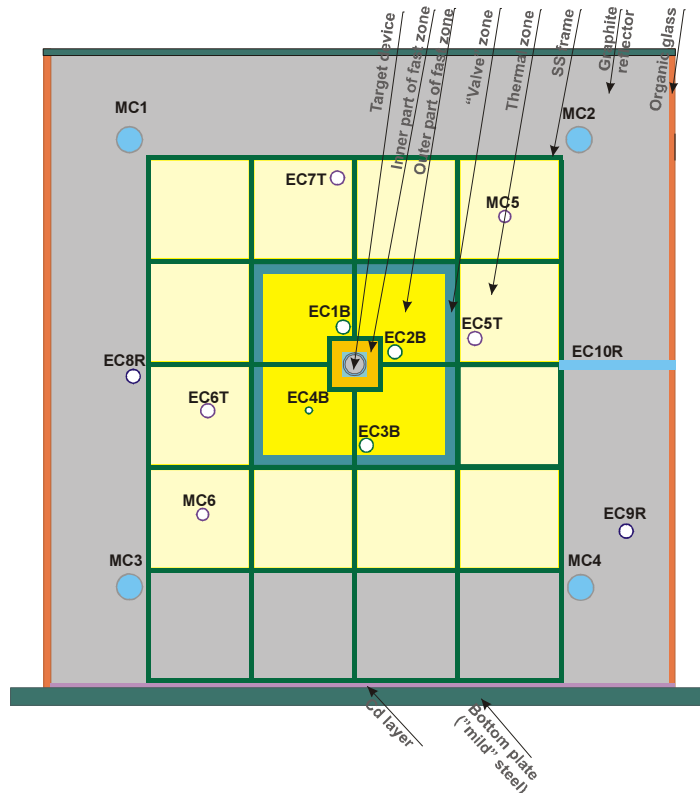 Target device
Inner part of fast zone
Outer part of fast zone
"Valve" zone
Thermal zone
SS frame
Graphite
reflector
Organic glass
MC1
MC2
EC7T
MC5
EC1B
EC2B
EC5T
EC10R
EC8R
EC6T
EC4B
EC3B
MC6
EC9R
MC3
MC4
Cd layer
Bottom plate
("mild" steel)